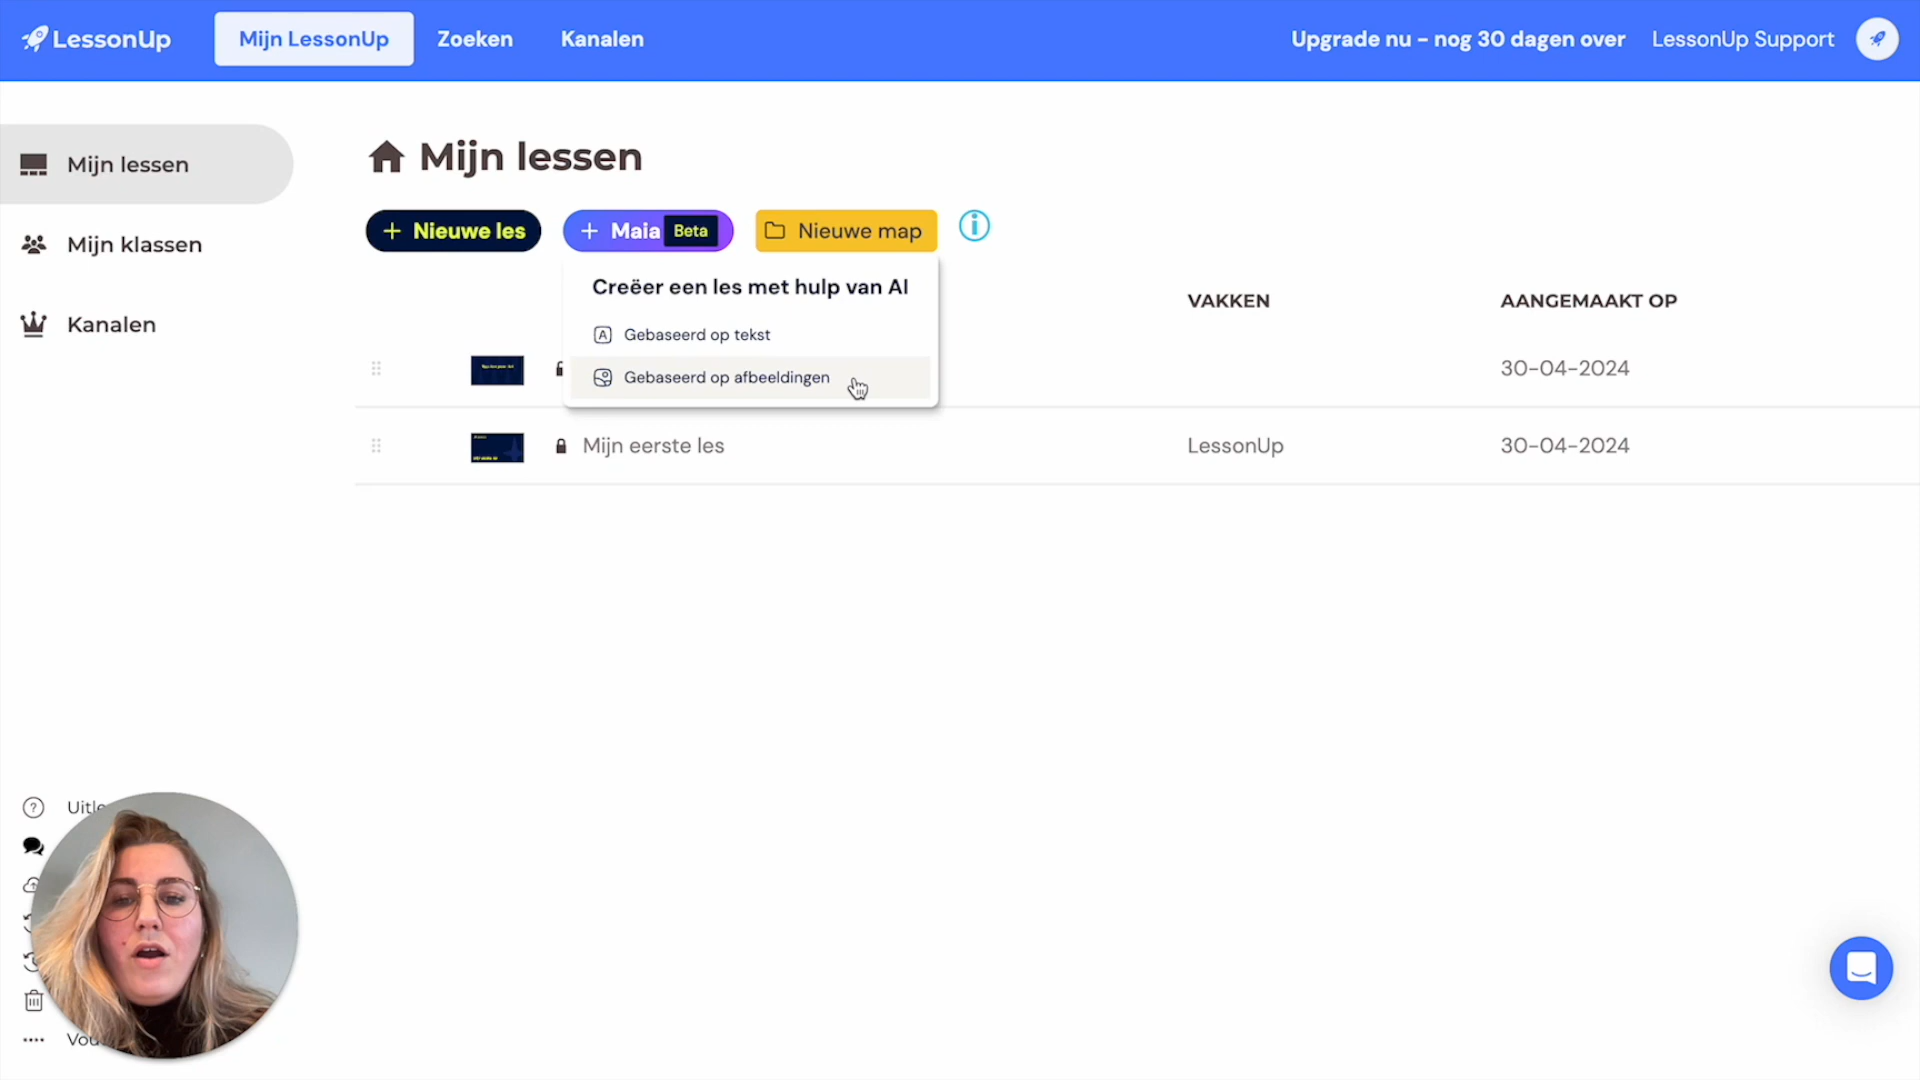 LessonUp
Mijn LessonUp
Zoeken
Kanalen
Upgrade nu - nog 30 dagen over
LessonUp Support
Mijn lessen
Mijn klassen
Kanalen
Mijn lessen
+ Nieuwe les
+ Maia Beta
Nieuwe map
Creëer een les met hulp van AI
Gebaseerd op tekst
Gebaseerd op afbeeldingen
VAKKEN
AANGEMAAKT OP
30-04-2024
Mijn eerste les
LessonUp
30-04-2024